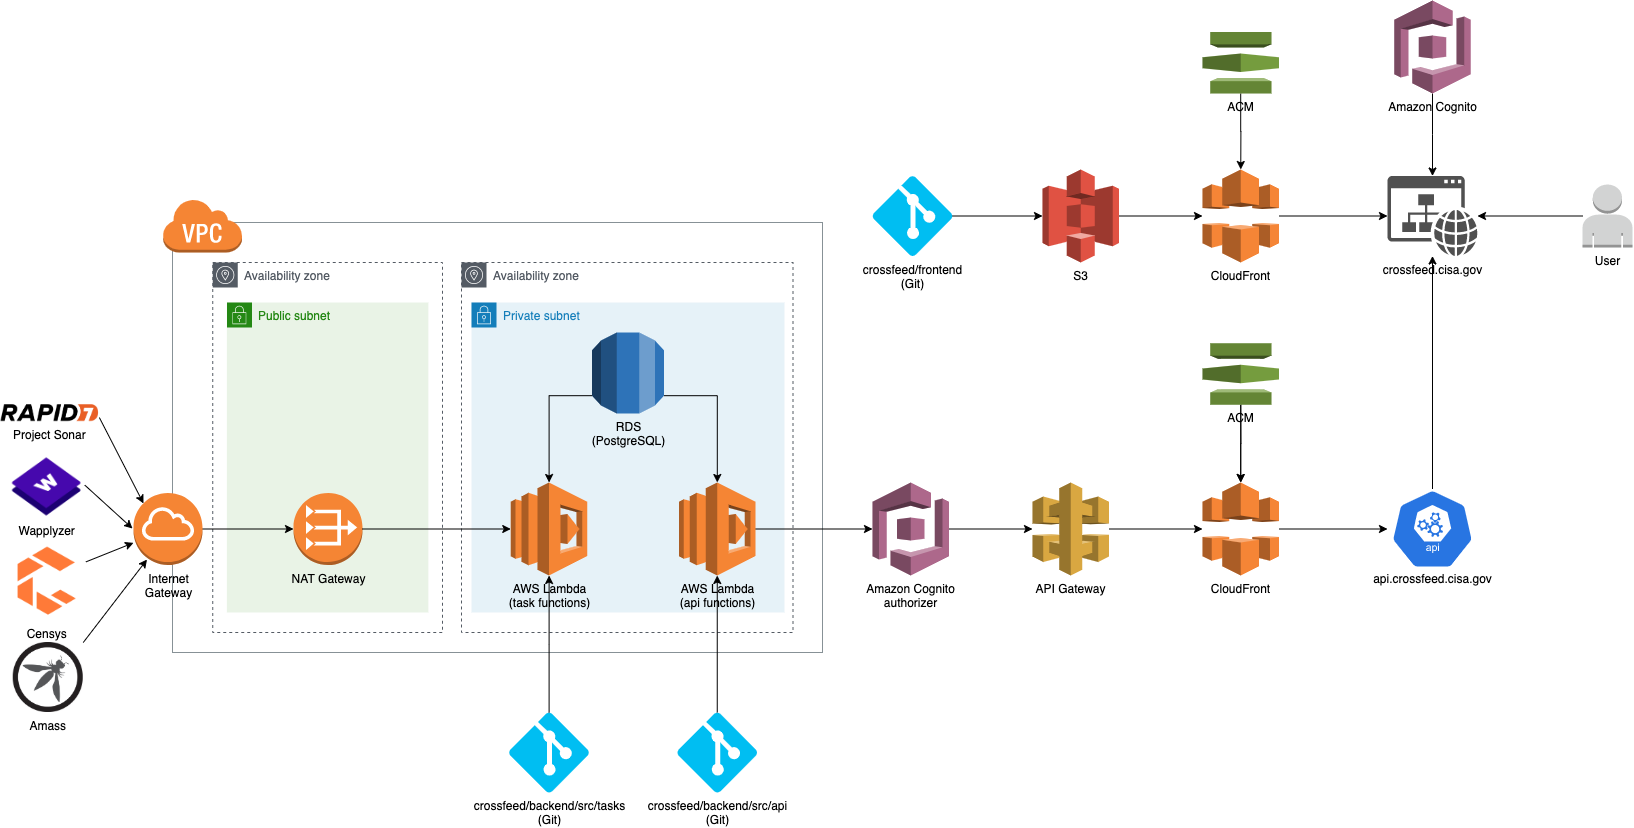 ACM
Amazon Cognito
crossfeed/frontend
(Git)
S3
CloudFront
crossfeed.cisa.gov
User
VPC
Availability zone
Availability zone
Public subnet
Private subnet
RDS
(PostgreSQL)
RAPID7
Project Sonar
W
Wapplyzer
Censys
Amass
Internet
Gateway
NAT Gateway
AWS Lambda
(task functions)
AWS Lambda
(api functions)
Amazon Cognito
authorizer
API Gateway
ACM
CloudFront
api
api.crossfeed.cisa.gov
crossfeed/backend/src/tasks
(Git)
crossfeed/backend/src/api
(Git)